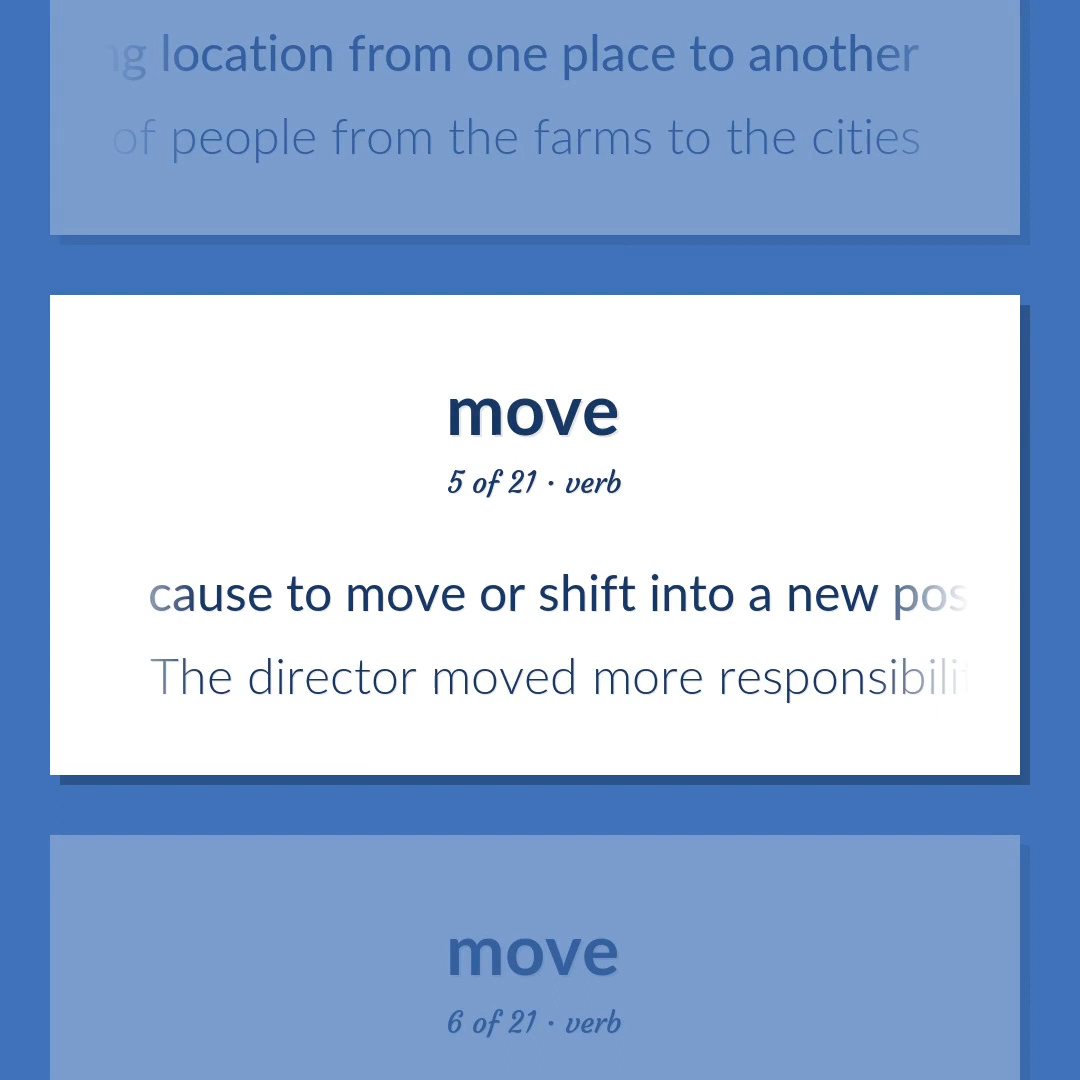 location from one place to another
of people from the farms to the cities
move
5 of 21 · verb
cause to move or shift into a new
The director moved more
move
6 of 21 · verb